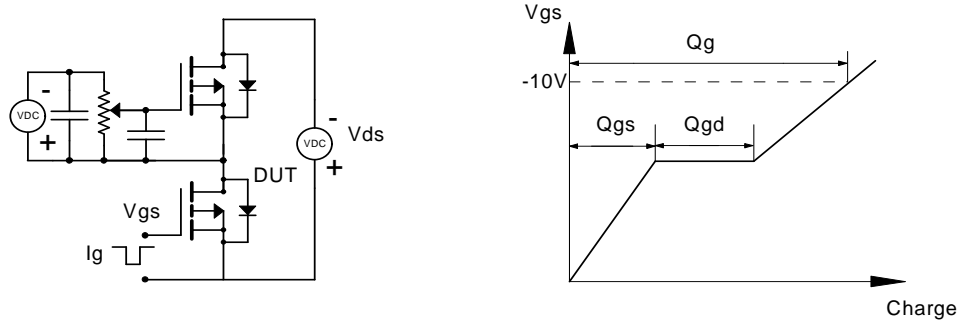 -
VDC
+
-
VDC
+
Vds
DUT
Vgs
Ig
Vgs
Qg
-10V
Qgs
Qgd
Charge